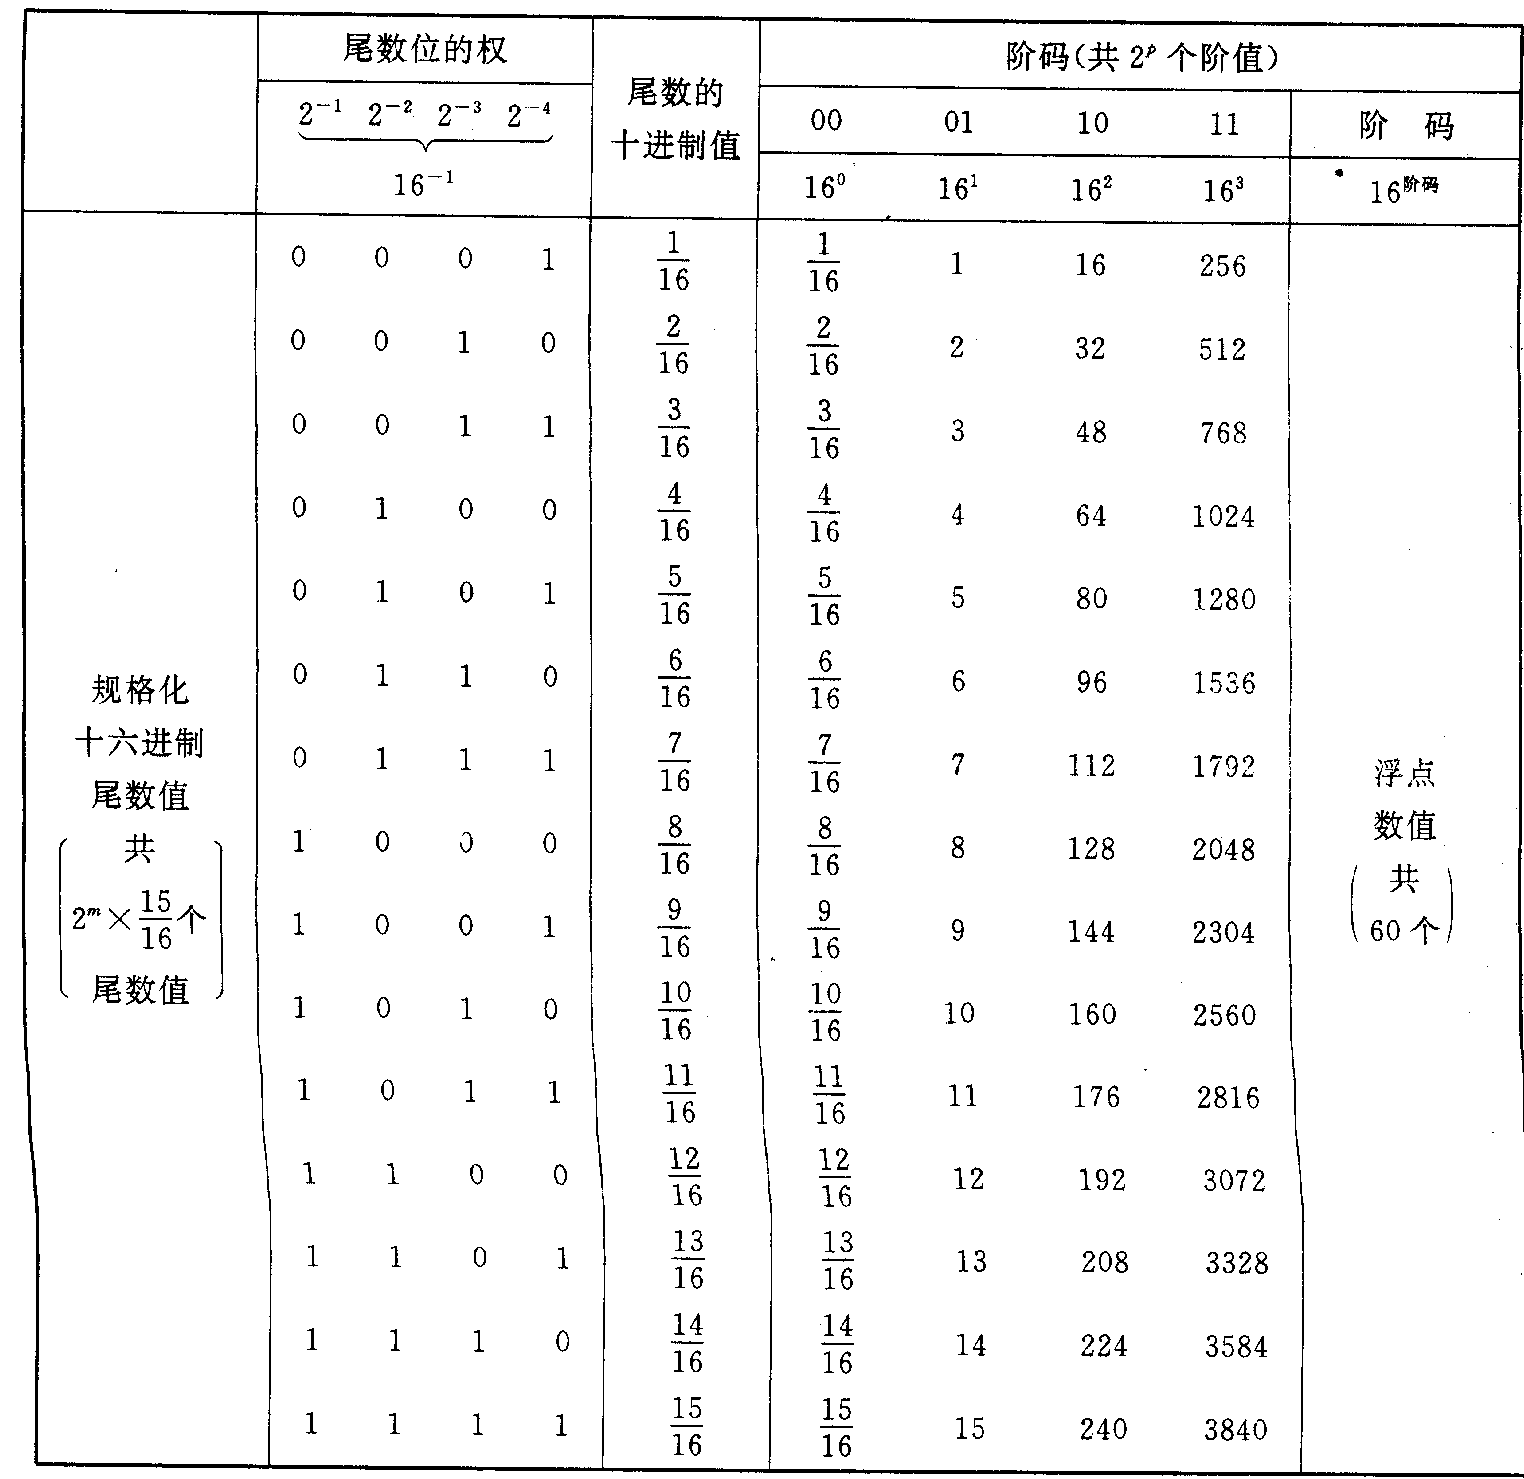 尾数位的权 尾数的十进制值 阶码(共 2ᵖ 个阶值)
2⁻¹ 2⁻² 2⁻³ 2⁻⁴ 00 01 10 11 阶 码
16⁻¹ 16⁰ 16¹ 16² 16³ 16阶码
0 0 0 1 1/16 1/16 1 16 256
0 0 1 0 2/16 2/16 2 32 512
0 0 1 1 3/16 3/16 3 48 768
0 1 0 0 4/16 4/16 4 64 1024
0 1 0 1 5/16 5/16 5 80 1280
0 1 1 0 6/16 6/16 6 96 1536
0 1 1 1 7/16 7/16 7 112 1792
1 0 0 0 8/16 8/16 8 128 2048
1 0 0 1 9/16 9/16 9 144 2304
1 0 1 0 10/16 10/16 10 160 2560
1 0 1 1 11/16 11/16 11 176 2816
1 1 0 0 12/16 12/16 12 192 3072
1 1 0 1 13/16 13/16 13 208 3328
1 1 1 0 14/16 14/16 14 224 3584
1 1 1 1 15/16 15/16 15 240 3840
规格化
十六进制
尾数值
共
2ᵐ×15/16个
尾数值
浮点
数值
共
60 个